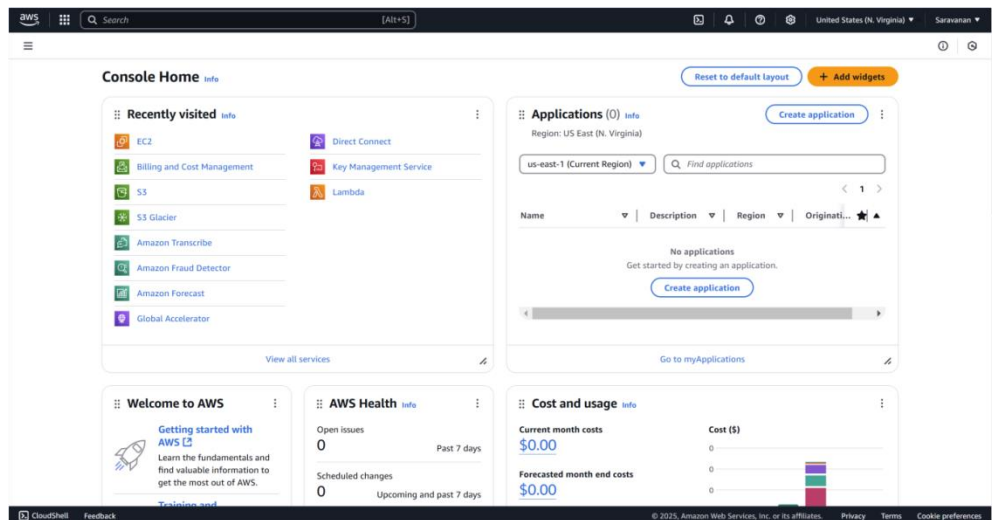 aws
Search [Alt+S]
United States (N. Virginia) ▼ Saravanan ▼
Console Home Info
Reset to default layout
+ Add widgets
Recently visited Info
EC2
Billing and Cost Management
S3
S3 Glacier
Amazon Transcribe
Amazon Fraud Detector
Amazon Forecast
Global Accelerator
Direct Connect
Key Management Service
Lambda
View all services
Applications (0) Info
Create application
Region: US East (N. Virginia)
us-east-1 (Current Region) ▼
Find applications
1
Name Description Region Originati...
No applications
Get started by creating an application.
Create application
Go to myApplications
Welcome to AWS
Getting started with
AWS
Learn the fundamentals and
find valuable information to
get the most out of AWS.
Training and
AWS Health Info
Open issues
0 Past 7 days
Scheduled changes
0 Upcoming and past 7 days
Cost and usage Info
Current month costs
$0.00
Forecasted month end costs
$0.00
Cost ($)
0
0
0
CloudShell Feedback
© 2025, Amazon Web Services, Inc. or its affiliates. Privacy Terms Cookie preferences